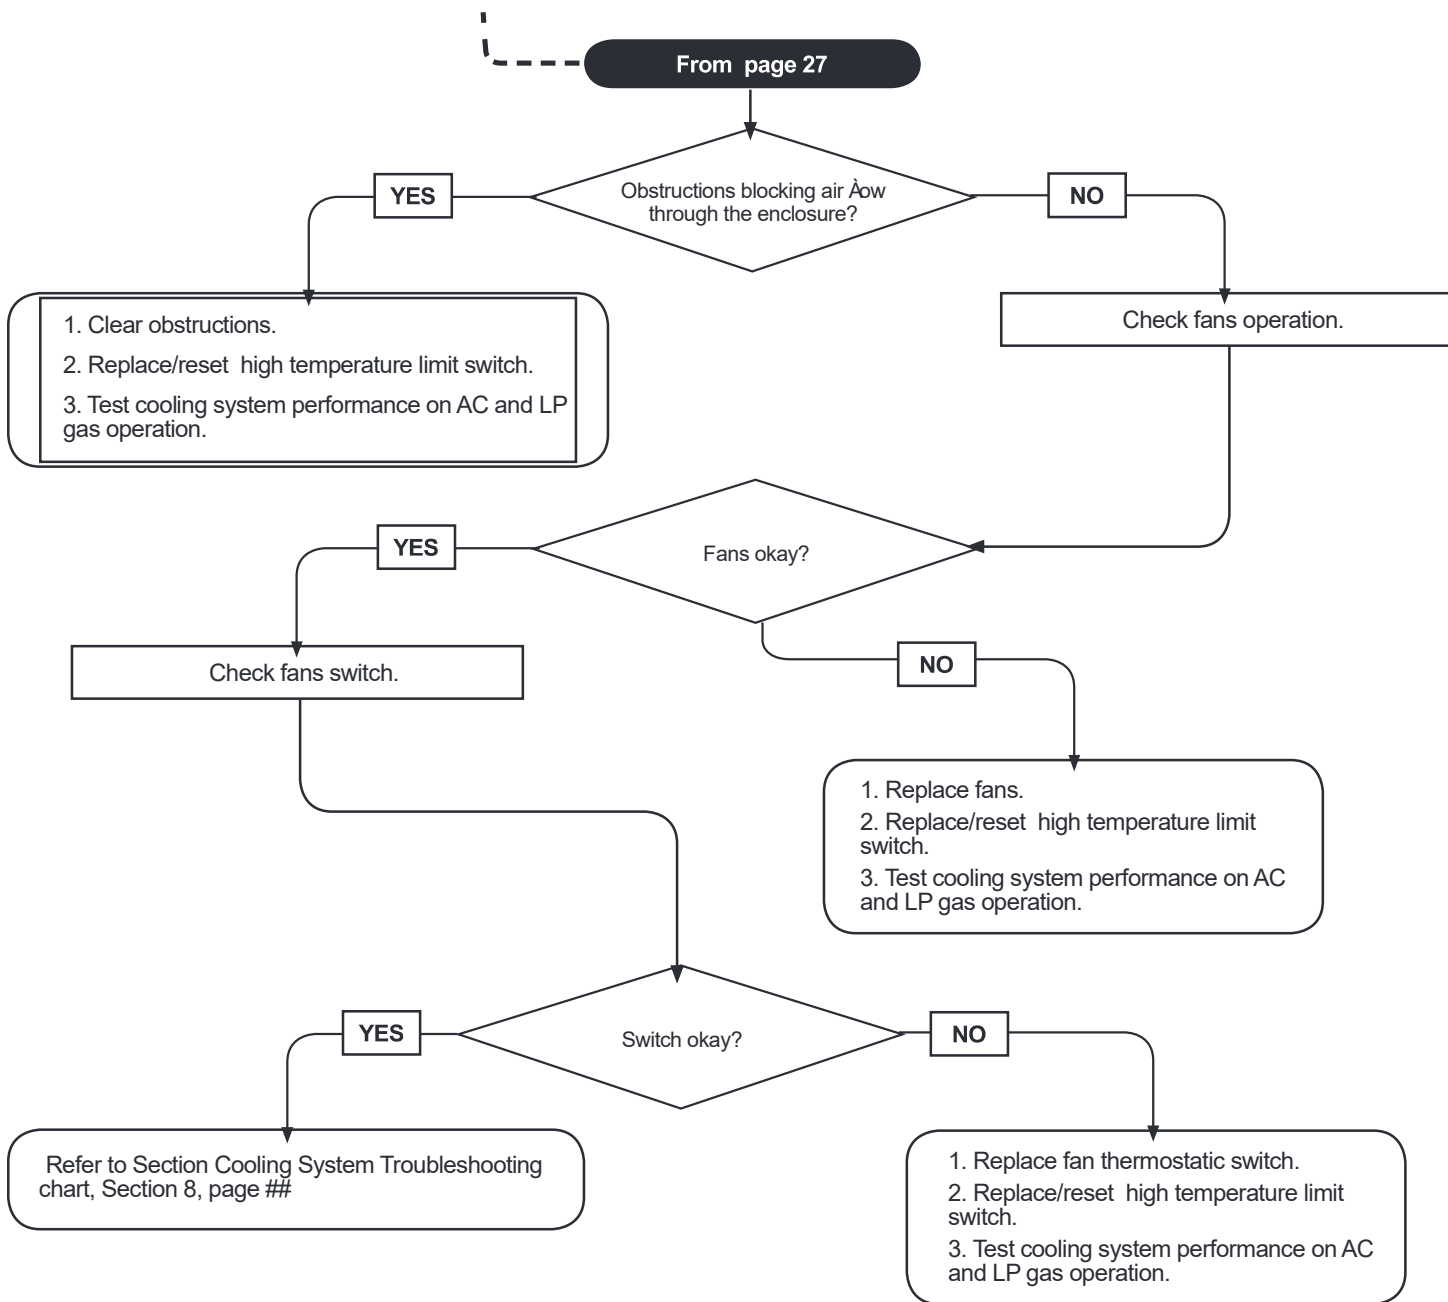 From page 27
Obstructions blocking air Àow
through the enclosure?
YES
NO
1. Clear obstructions.
2. Replace/reset high temperature limit switch.
3. Test cooling system performance on AC and LP
gas operation.
Check fans operation.
Fans okay?
YES
NO
Check fans switch.
1. Replace fans.
2. Replace/reset high temperature limit
switch.
3. Test cooling system performance on AC
and LP gas operation.
Switch okay?
YES
NO
Refer to Section Cooling System Troubleshooting
chart, Section 8, page ##
1. Replace fan thermostatic switch.
2. Replace/reset high temperature limit
switch.
3. Test cooling system performance on AC
and LP gas operation.